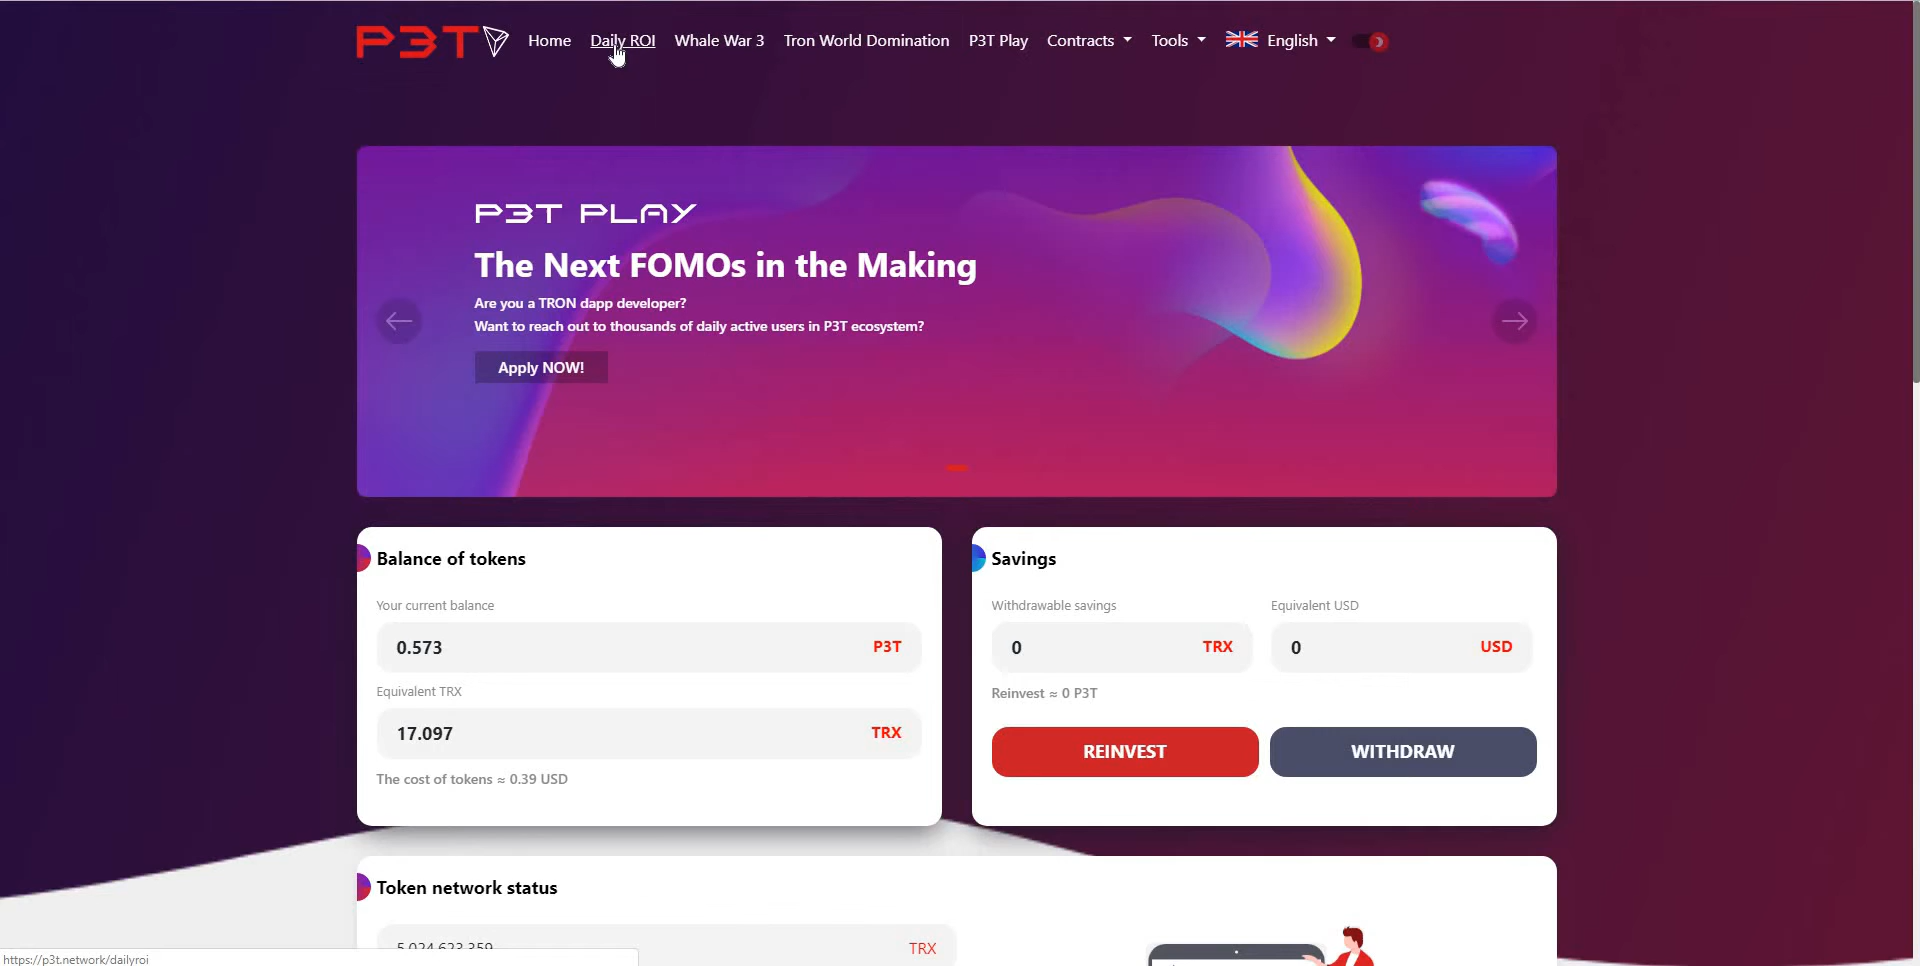 P3T
Home Daily ROI Whale War 3 Tron World Domination P3T Play Contracts Tools English
P3T PLAY
The Next FOMOs in the Making
Are you a TRON dapp developer?
Want to reach out to thousands of daily active users in P3T ecosystem?
Apply NOW!
Balance of tokens
Your current balance
0.573 P3T
Equivalent TRX
17.097 TRX
The cost of tokens ≈ 0.39 USD
Savings
Withdrawable savings Equivalent USD
0 TRX 0 USD
Reinvest ≈ 0 P3T
REINVEST WITHDRAW
Token network status
5,024,623.359 TRX
https://p3t.network/dailyroi